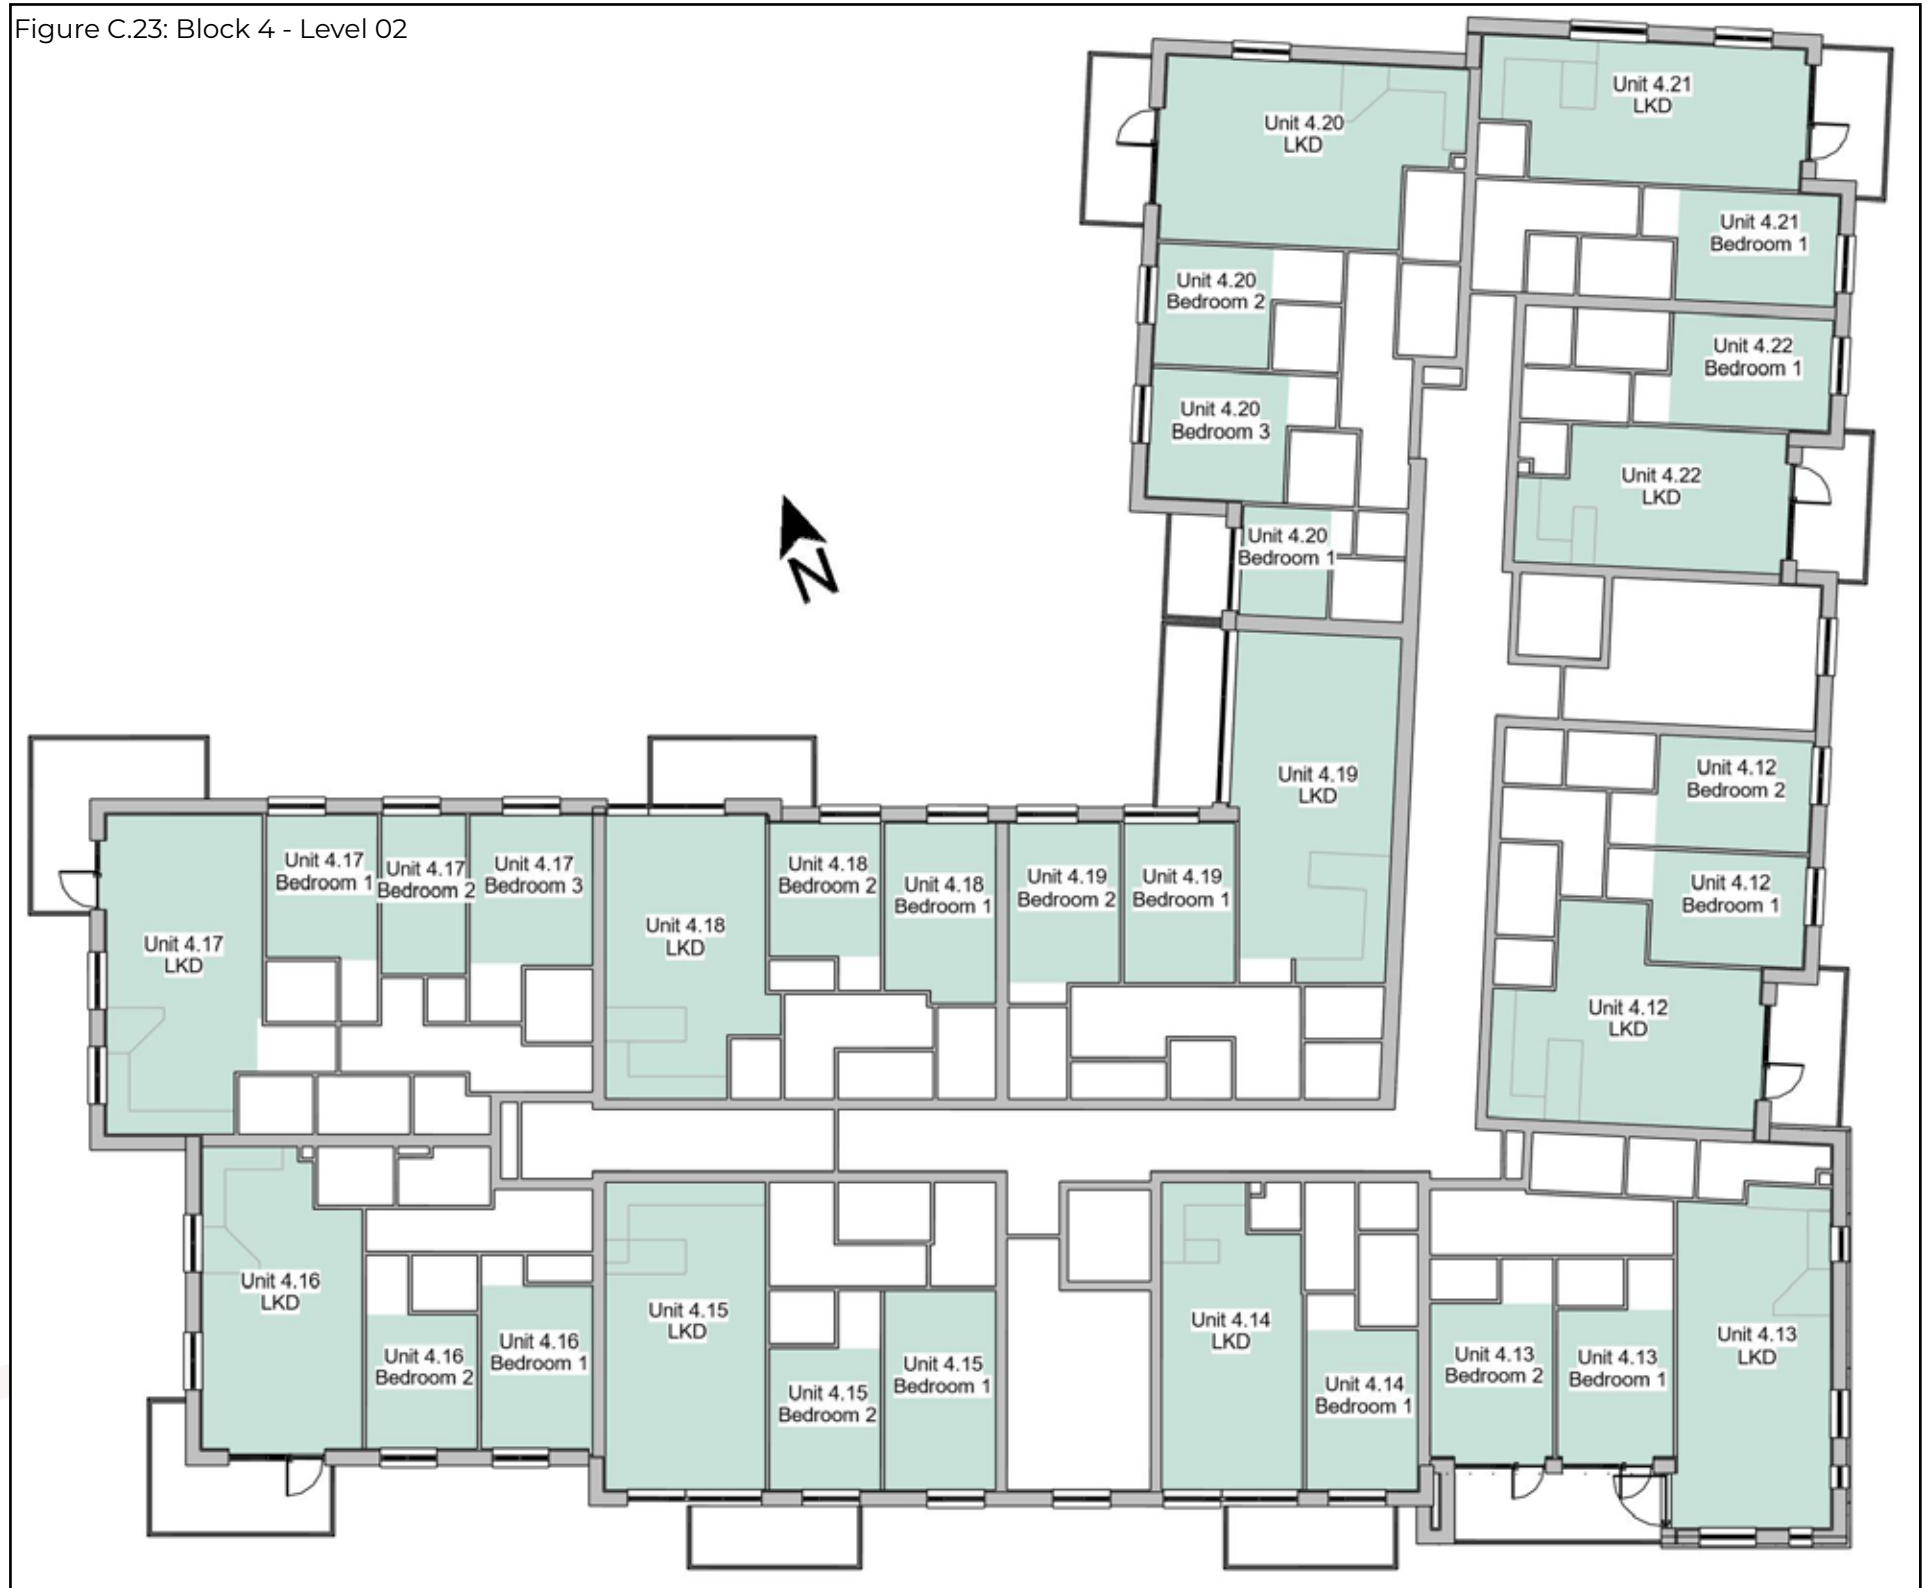 Figure C.23: Block 4 - Level 02
Unit 4.21
LKD
Unit 4.20
LKD
Unit 4.21
Bedroom 1
Unit 4.20
Bedroom 2
Unit 4.22
Bedroom 1
Unit 4.20
Bedroom 3
Unit 4.22
LKD
Unit 4.20
Bedroom 1
N
Unit 4.19
LKD
Unit 4.12
Bedroom 2
Unit 4.12
Bedroom 1
Unit 4.17
Bedroom 1
Unit 4.17
Bedroom 2
Unit 4.17
Bedroom 3
Unit 4.18
Bedroom 2
Unit 4.18
Bedroom 1
Unit 4.19
Bedroom 2
Unit 4.19
Bedroom 1
Unit 4.17
LKD
Unit 4.18
LKD
Unit 4.12
LKD
Unit 4.16
LKD
Unit 4.15
LKD
Unit 4.14
LKD
Unit 4.13
LKD
Unit 4.16
Bedroom 2
Unit 4.16
Bedroom 1
Unit 4.15
Bedroom 2
Unit 4.15
Bedroom 1
Unit 4.14
Bedroom 1
Unit 4.13
Bedroom 2
Unit 4.13
Bedroom 1